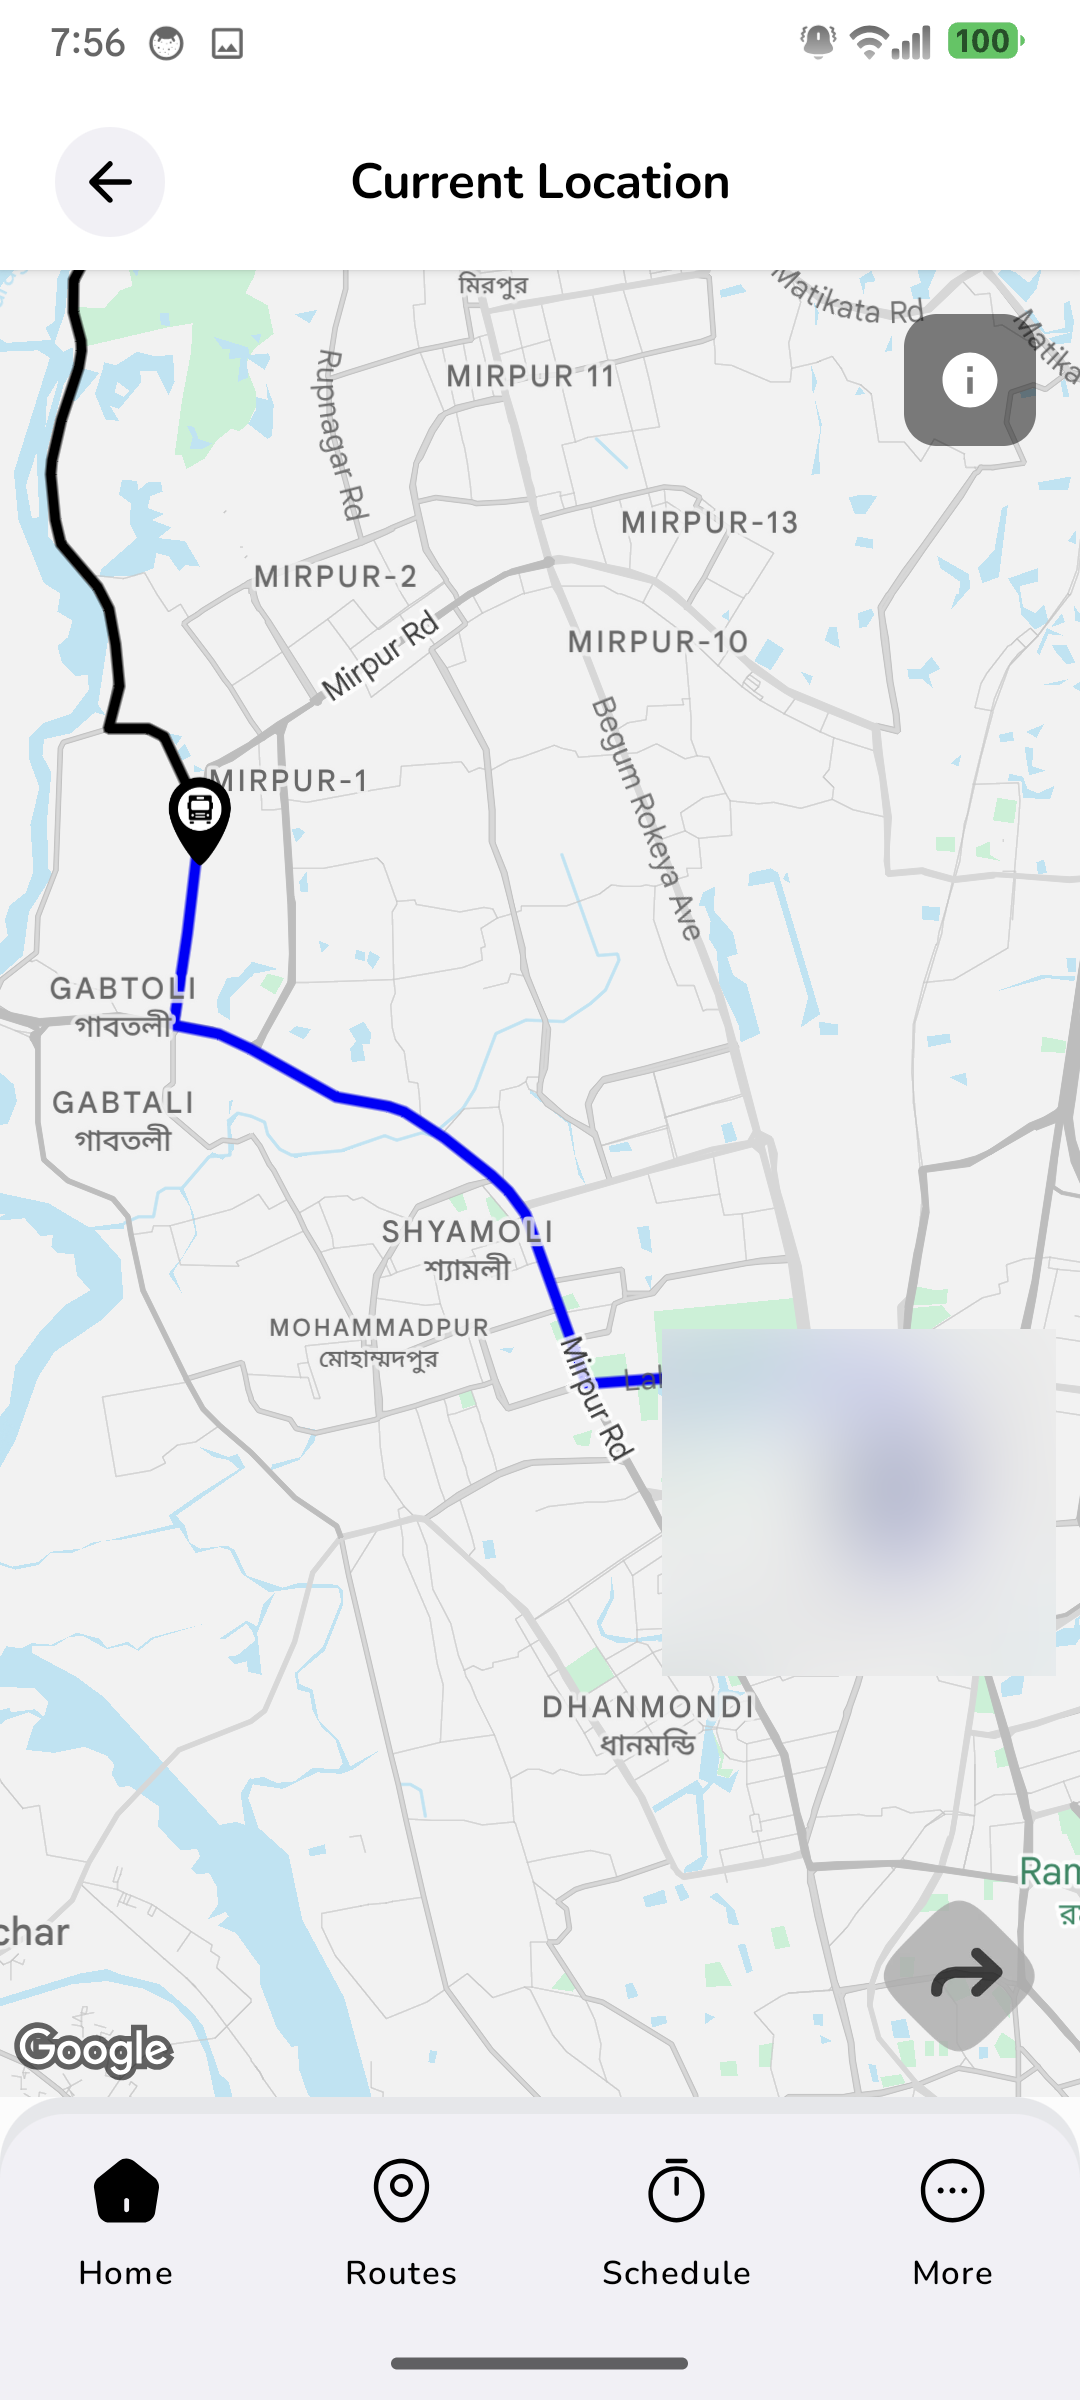 7:56
100
Current Location
মিরপুর
Matikata Rd
MIRPUR 11
Rupnagar Rd
MIRPUR-13
MIRPUR-2
Mirpur Rd
MIRPUR-10
Begum Rokeya Ave
MIRPUR-1
GABTOLI
গাবতলী
GABTALI
গাবতলী
SHYAMOLI
শ্যামলী
MOHAMMADPUR
মোহাম্মদপুর
Mirpur Rd
DHANMONDI
ধানমন্ডি
Google
Home
Routes
Schedule
More